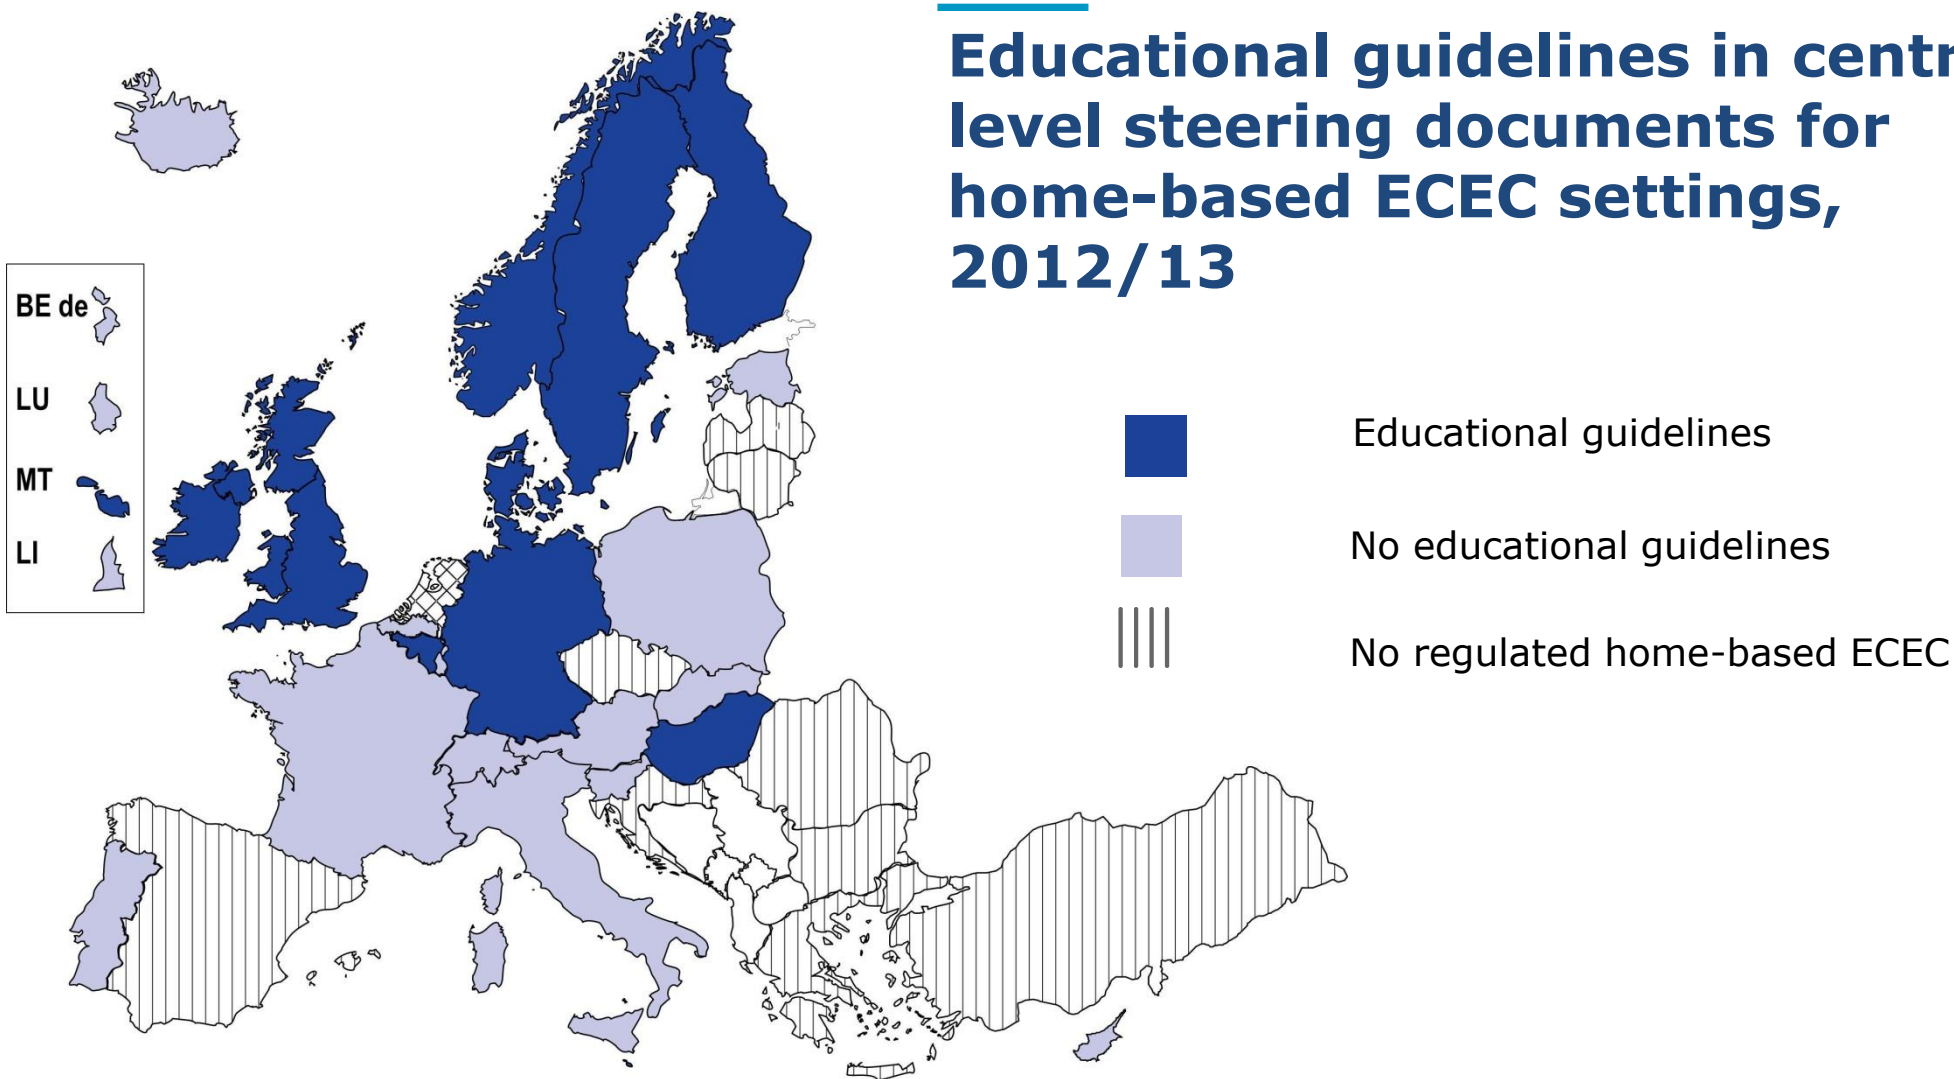 Educational guidelines in centr
level steering documents for
home-based ECEC settings,
2012/13
BE de
LU
MT
LI
Educational guidelines
No educational guidelines
No regulated home-based ECEC